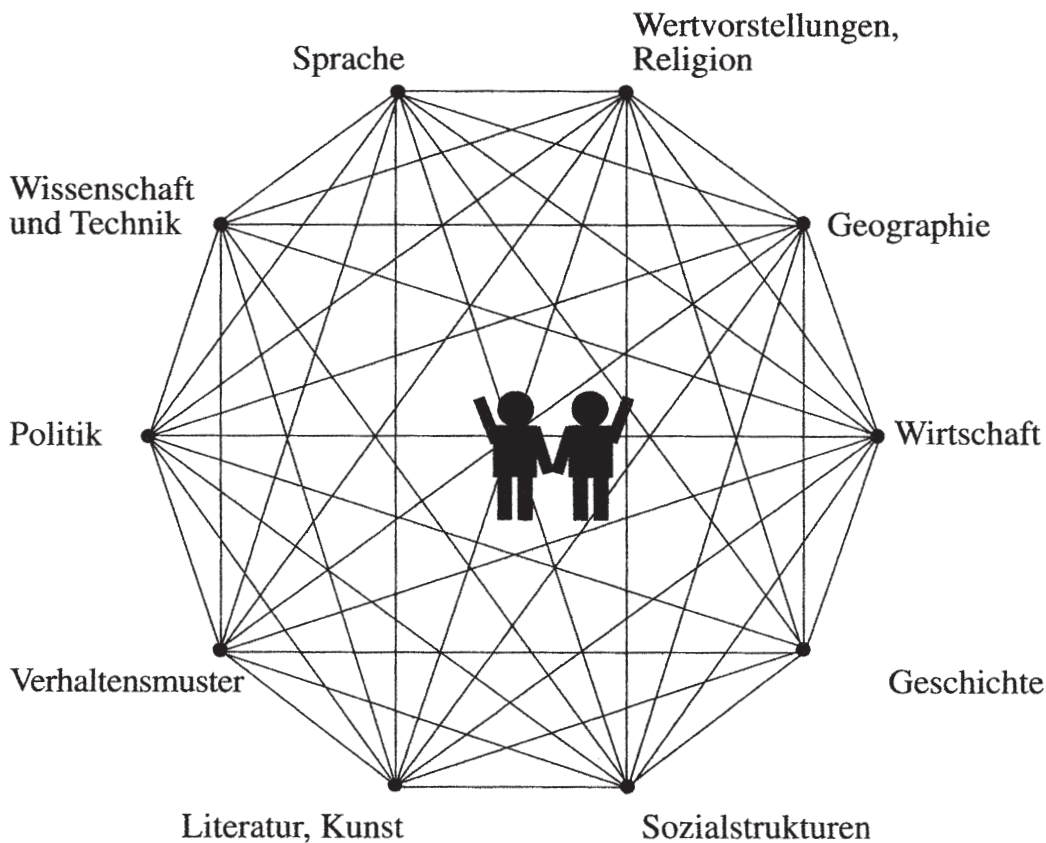 Wertvorstellungen,
Religion
Sprache
Wissenschaft
und Technik
Geographie
Politik
Wirtschaft
Verhaltensmuster
Geschichte
Literatur, Kunst
Sozialstrukturen